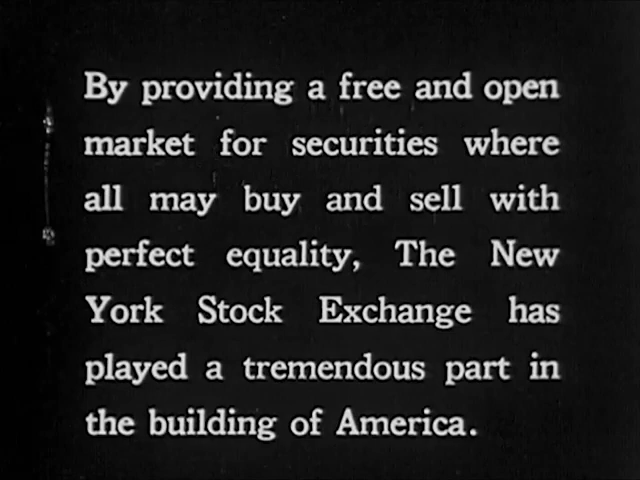 By providing a free and open
market for securities where
all may buy and sell with
perfect equality, The New
York Stock Exchange has
played a tremendous part in
the building of America.